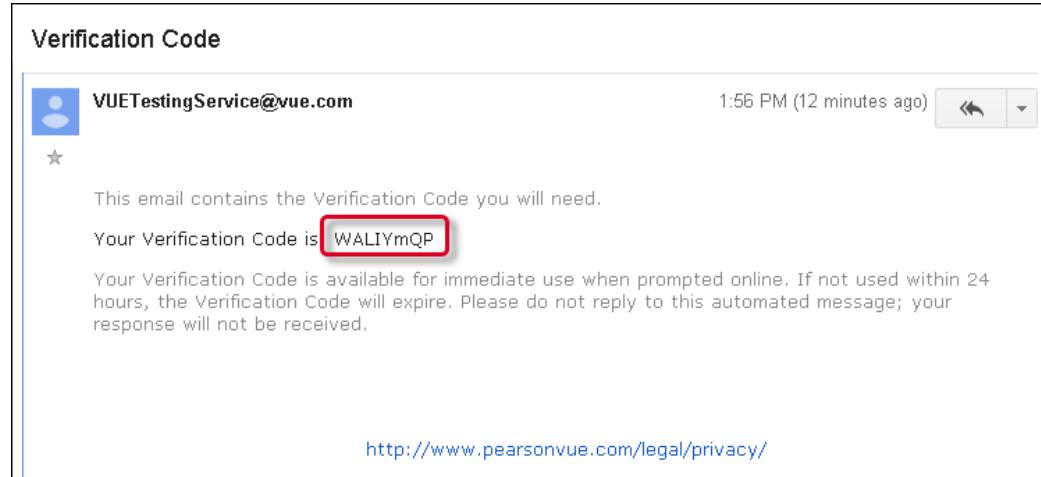 Verification Code
VUETestingService@vue.com 1:56 PM (12 minutes ago)
This email contains the Verification Code you will need.
Your Verification Code is WALIYmQP
Your Verification Code is available for immediate use when prompted online. If not used within 24
hours, the Verification Code will expire. Please do not reply to this automated message; your
response will not be received.
http://www.pearsonvue.com/legal/privacy/